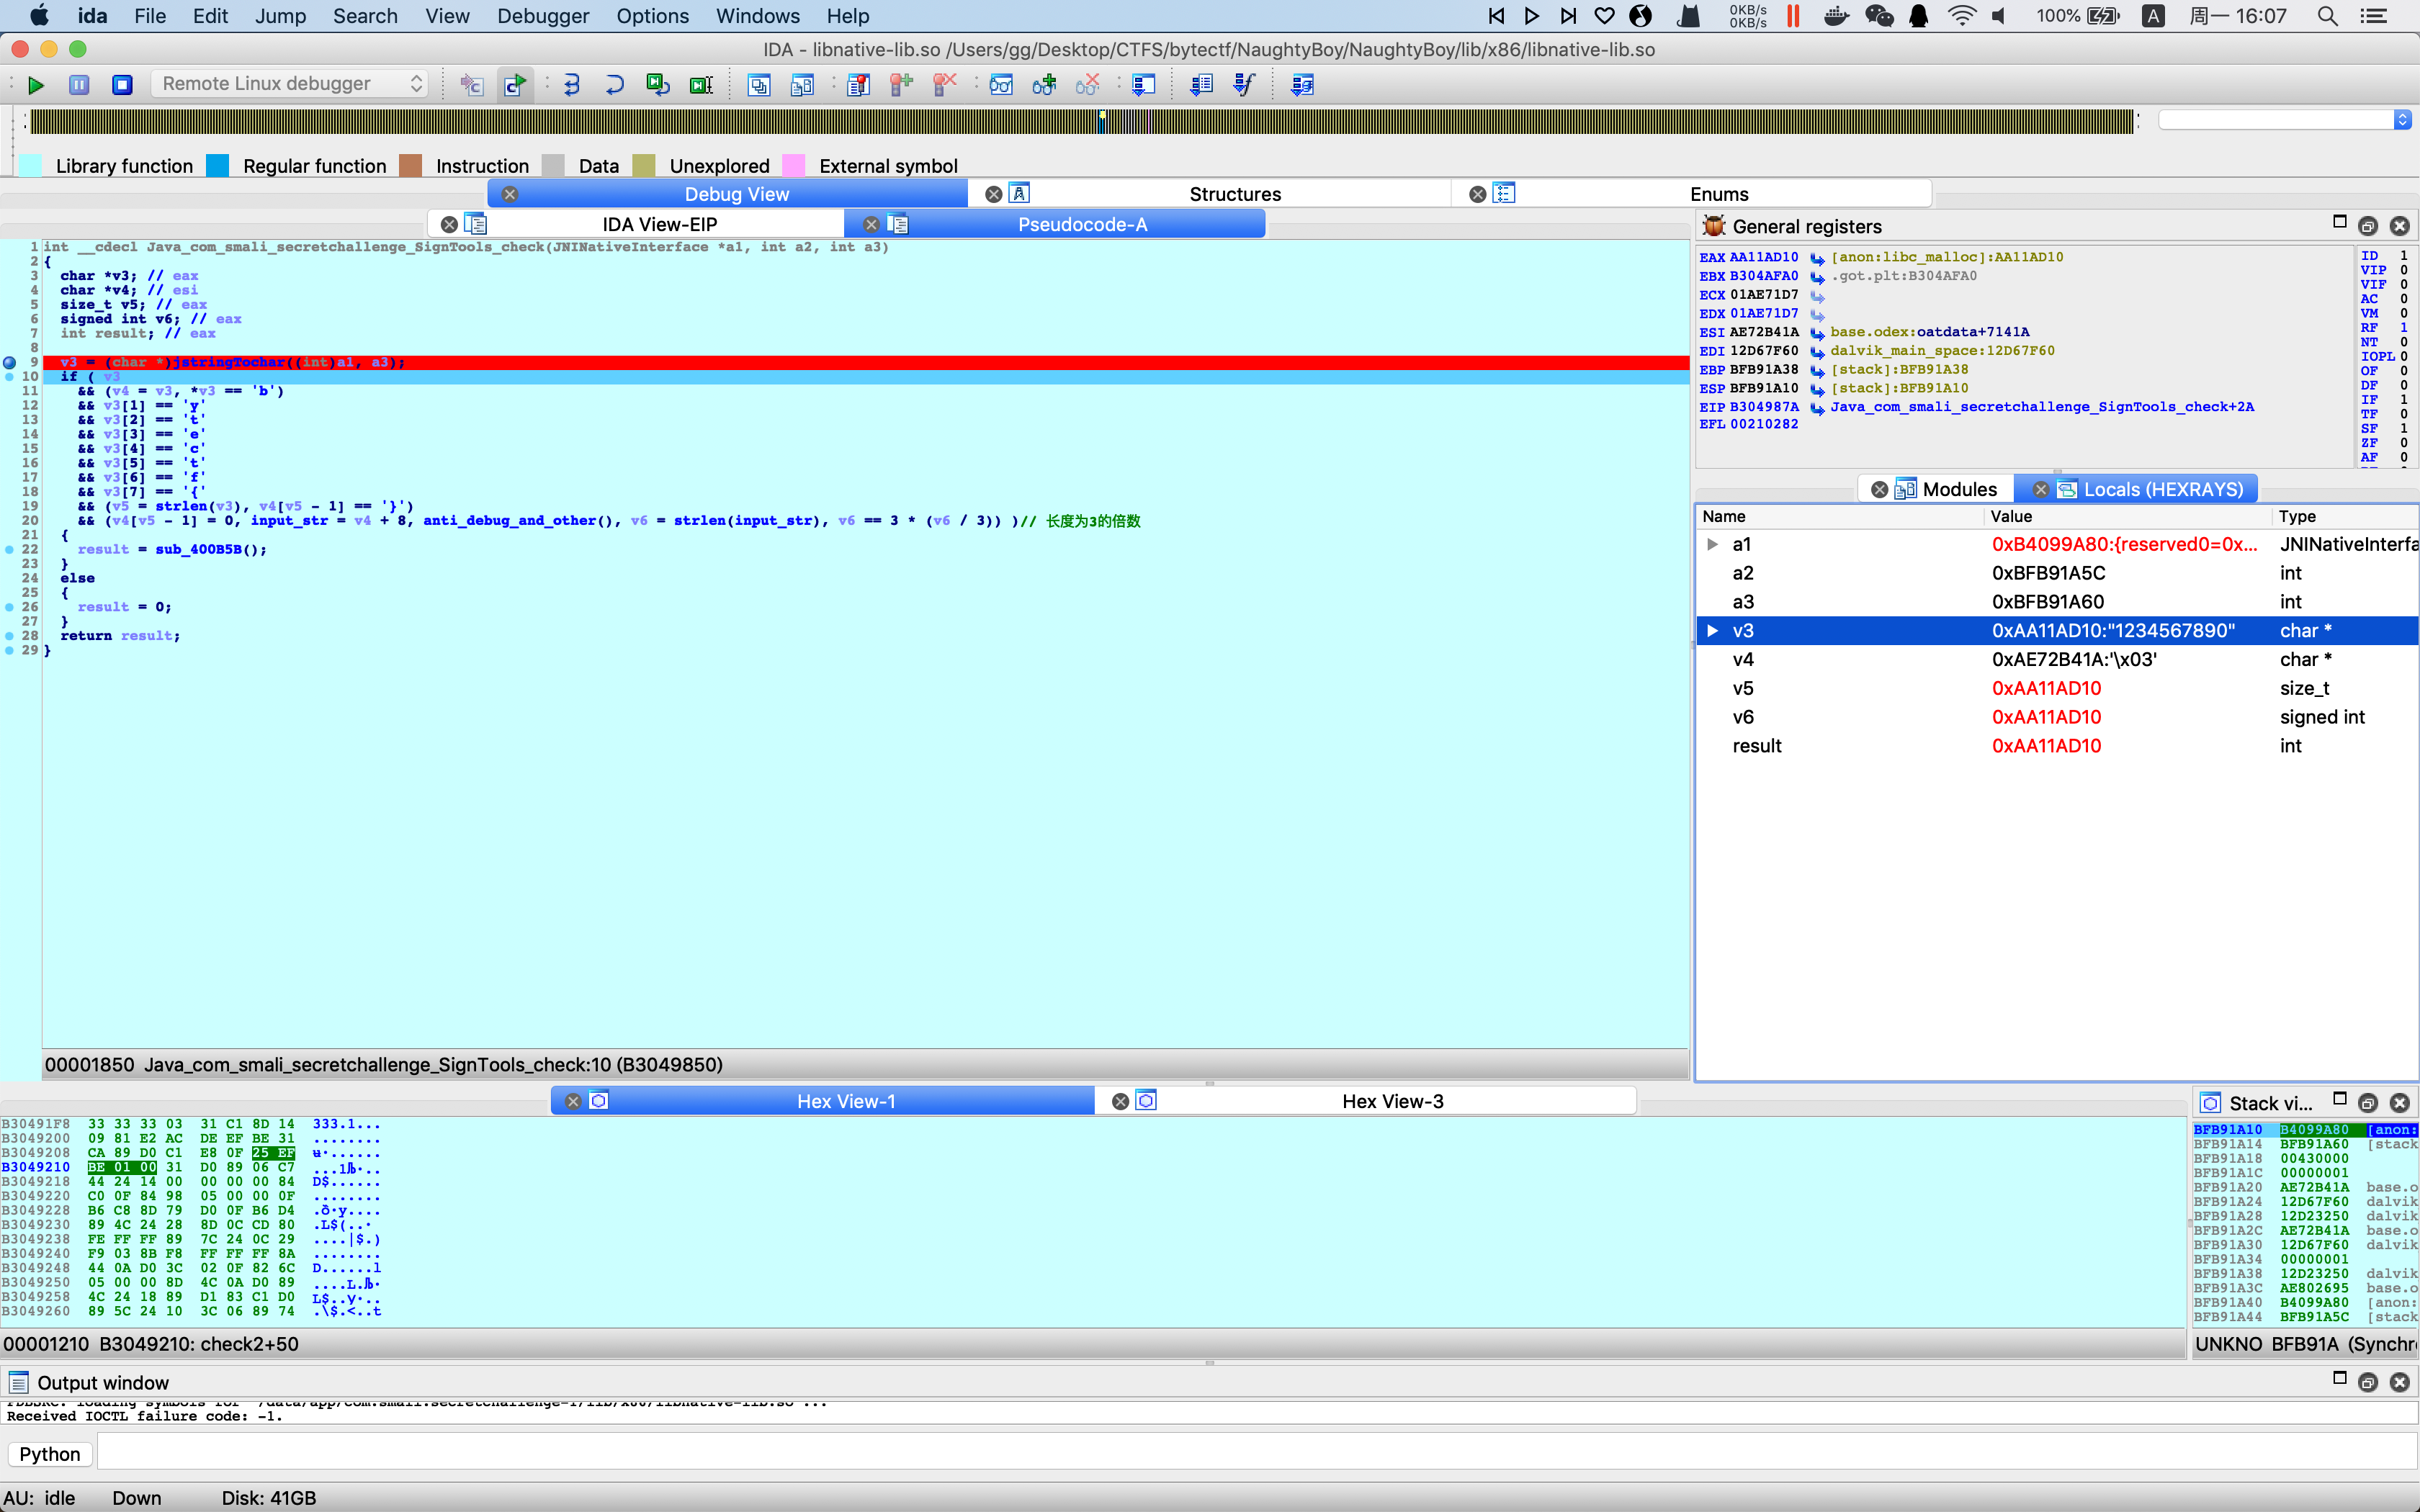 ida File Edit Jump Search View Debugger Options Windows Help 0KB/s 0KB/s 100% A 周一 16:07
IDA - libnative-lib.so /Users/gg/Desktop/CTFS/bytectf/NaughtyBoy/NaughtyBoy/lib/x86/libnative-lib.so
Remote Linux debugger
Library function Regular function Instruction Data Unexplored External symbol
Debug View Structures Enums
IDA View-EIP Pseudocode-A
1 int __cdecl Java_com_smali_secretchallenge_SignTools_check(JNINativeInterface *a1, int a2, int a3)
2 {
3 char *v3; // eax
4 char *v4; // esi
5 size_t v5; // eax
6 signed int v6; // eax
7 int result; // eax
8
9 v3 = (char *)jstringTochar((int)a1, a3);
10 if ( v3
11 && (v4 = v3, *v3 == 'b')
12 && v3[1] == 'y'
13 && v3[2] == 't'
14 && v3[3] == 'e'
15 && v3[4] == 'c'
16 && v3[5] == 't'
17 && v3[6] == 'f'
18 && v3[7] == '{'
19 && (v5 = strlen(v3), v4[v5 - 1] == '}')
20 && (v4[v5 - 1] = 0, input_str = v4 + 8, anti_debug_and_other(), v6 = strlen(input_str), v6 == 3 * (v6 / 3)) )// 长度为3的倍数
21 {
22 result = sub_400B5B();
23 }
24 else
25 {
26 result = 0;
27 }
28 return result;
29 }
00001850 Java_com_smali_secretchallenge_SignTools_check:10 (B3049850)
General registers
EAX AA11AD10 [anon:libc_malloc]:AA11AD10
EBX B304AFA0 .got.plt:B304AFA0
ECX 01AE71D7
EDX 01AE71D7
ESI AE72B41A base.odex:oatdata+7141A
EDI 12D67F60 dalvik_main_space:12D67F60
EBP BFB91A38 [stack]:BFB91A38
ESP BFB91A10 [stack]:BFB91A10
EIP B304987A Java_com_smali_secretchallenge_SignTools_check+2A
EFL 00210282
ID 1
VIP 0
VIF 0
AC 0
VM 0
RF 1
NT 0
IOPL 0
OF 0
DF 0
IF 1
TF 0
SF 1
ZF 0
AF 0
Modules Locals (HEXRAYS)
Name Value Type
a1 0xB4099A80:{reserved0=0x... JNINativeInterfa
a2 0xBFB91A5C int
a3 0xBFB91A60 int
v3 0xAA11AD10:"1234567890" char *
v4 0xAE72B41A:'\x03' char *
v5 0xAA11AD10 size_t
v6 0xAA11AD10 signed int
result 0xAA11AD10 int
Hex View-1 Hex View-3
B30491F8 33 33 33 03 31 C1 8D 14 333.1...
B3049200 09 81 E2 AC DE EF BE 31 ........
B3049208 CA 89 D0 C1 E8 0F 25 EF
B3049210 BE 01 00 31 D0 89 06 C7
B3049218 44 24 14 00 00 00 00 84 D$......
B3049220 C0 0F 84 98 05 00 00 0F ........
B3049228 B6 C8 8D 79 D0 0F B6 D4
B3049230 89 4C 24 28 8D 0C CD 80 .L$(...
B3049238 FE FF FF 89 7C 24 0C 29 ....|$.)
B3049240 F9 03 8B F8 FF FF FF 8A ........
B3049248 44 0A D0 3C 02 0F 82 6C D......l
B3049250 05 00 00 8D 4C 0A D0 89
B3049258 4C 24 18 89 D1 83 C1 D0
B3049260 89 5C 24 10 3C 06 89 74 .\$.<..t
00001210 B3049210: check2+50
Stack vi...
BFB91A10 B4099A80 [anon:
BFB91A14 BFB91A60 [stack
BFB91A18 00430000
BFB91A1C 00000001
BFB91A20 AE72B41A base.o
BFB91A24 12D67F60 dalvik
BFB91A28 12D23250 dalvik
BFB91A2C AE72B41A base.o
BFB91A30 12D67F60 dalvik
BFB91A34 00000001
BFB91A38 12D23250 dalvik
BFB91A3C AE802695 base.o
BFB91A40 B4099A80 [anon:
BFB91A44 BFB91A5C [stack
UNKNO BFB91A (Synchr
Output window
Received IOCTL failure code: -1.
Python
AU: idle Down Disk: 41GB